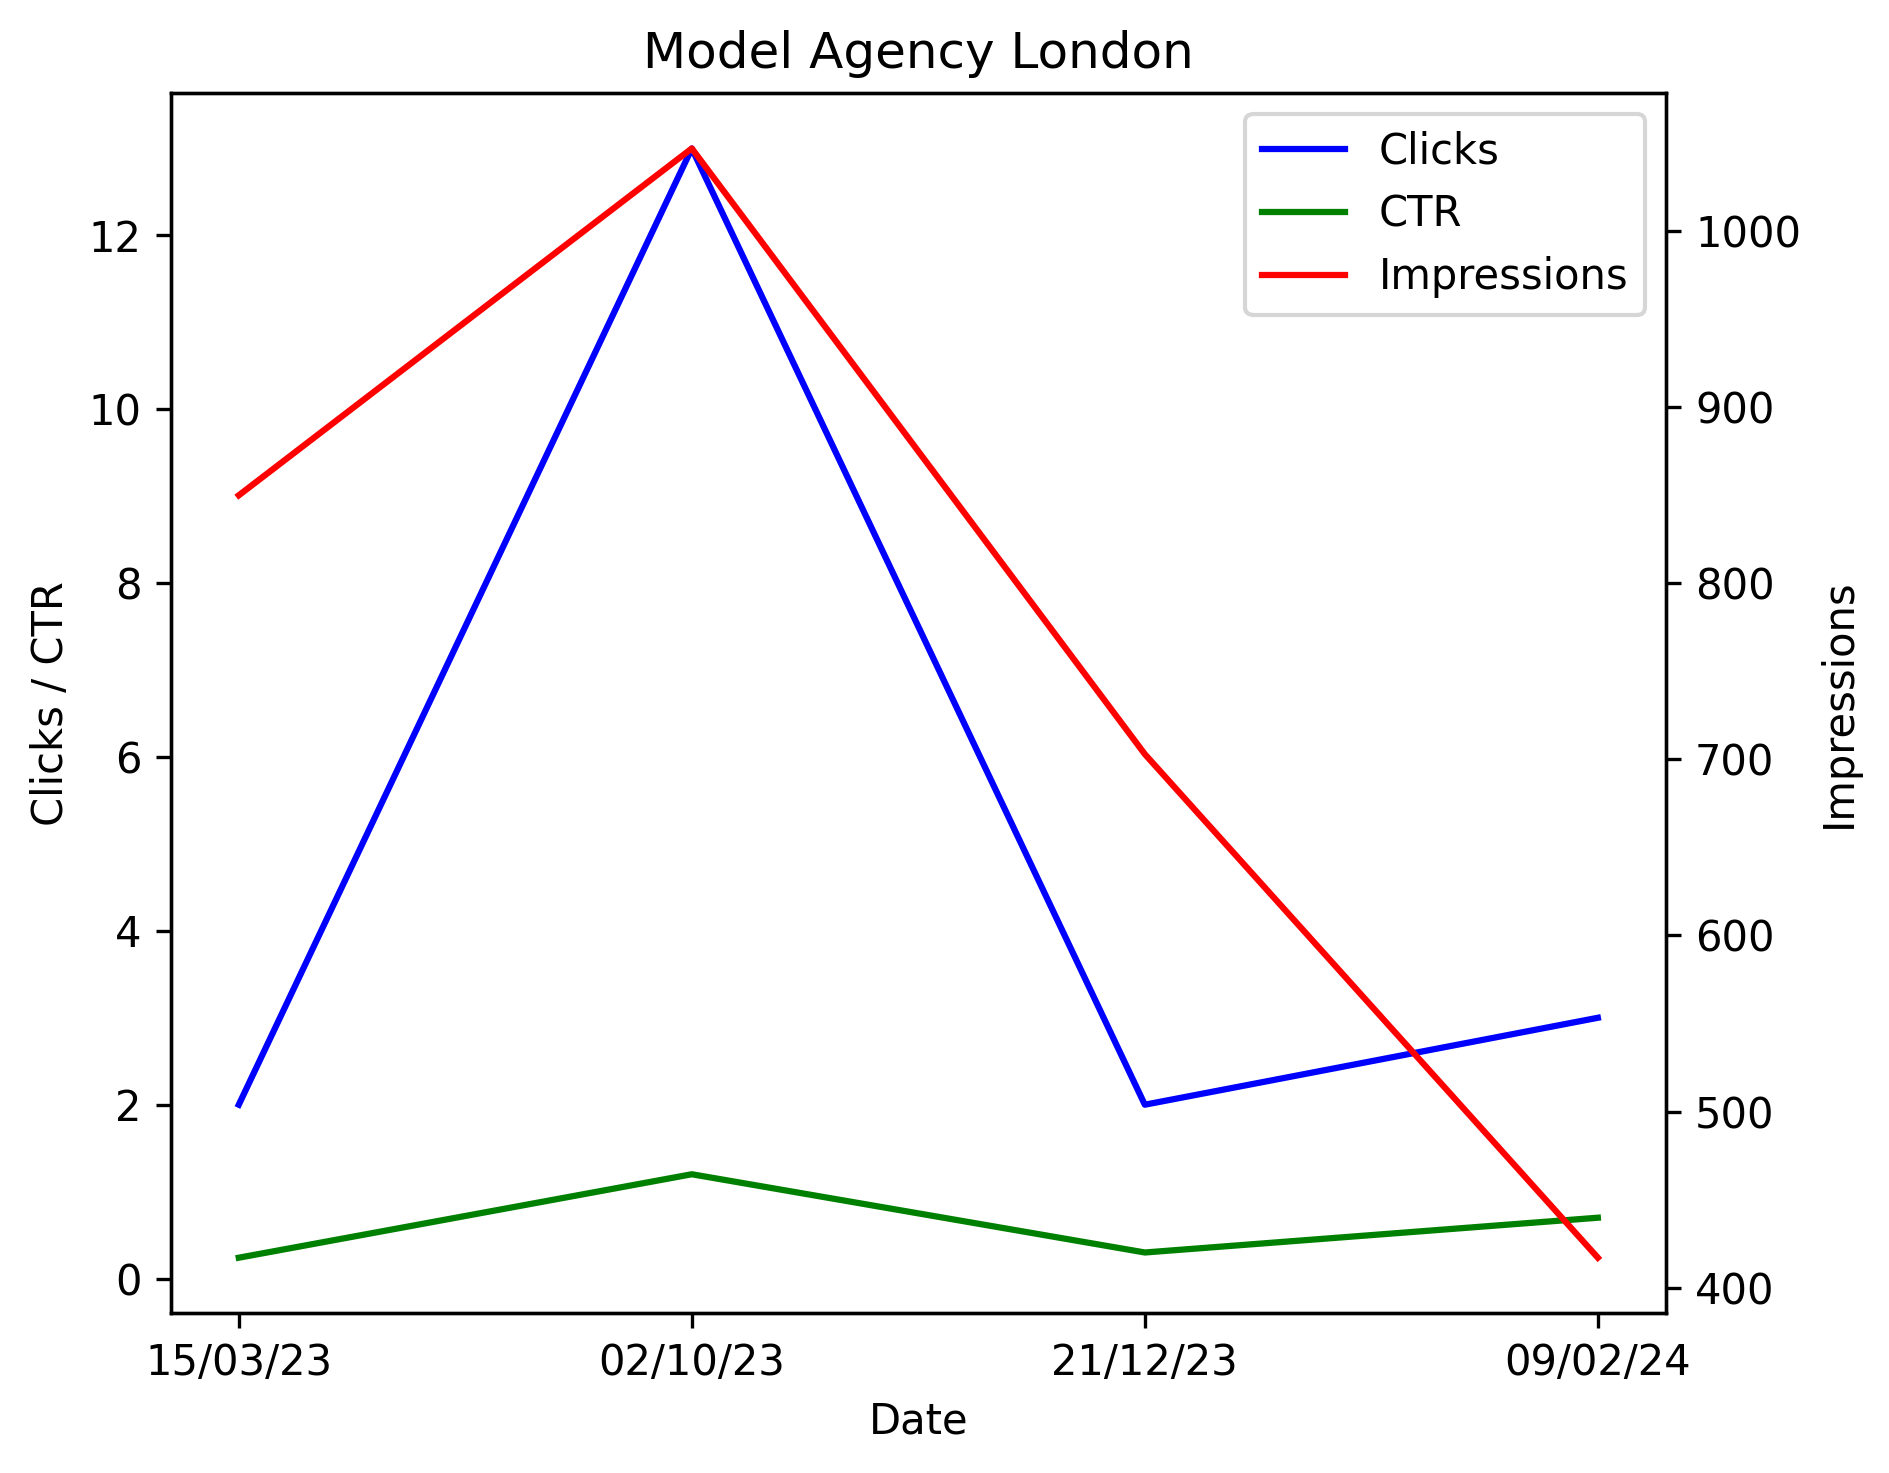 Model Agency London
Clicks
CTR
Impressions
12
10
8
6
4
2
0
Clicks / CTR
1000
900
800
700
600
500
400
Impressions
15/03/23
02/10/23
21/12/23
09/02/24
Date